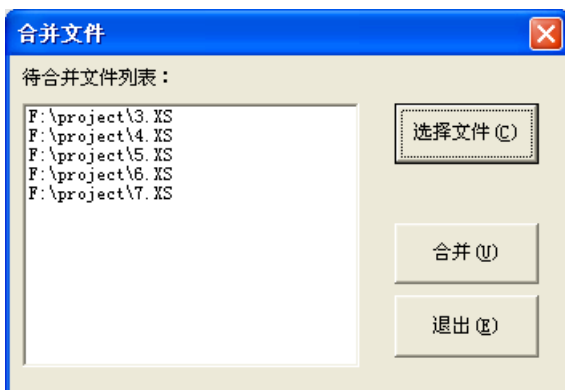 合并文件
待合并文件列表：
F:\project\3.XS
F:\project\4.XS
F:\project\5.XS
F:\project\6.XS
F:\project\7.XS
选择文件(C)
合并(U)
退出(E)